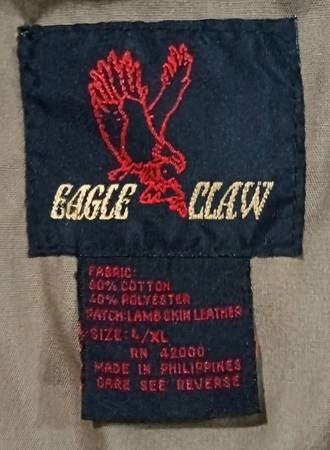 EAGLE CLAW
FABRIC:
60% COTTON
40% POLYESTER
PATCH: LAMB SKIN LEATHER
SIZE: L/XL
RN 42000
MADE IN PHILIPPINES
CARE SEE REVERSE